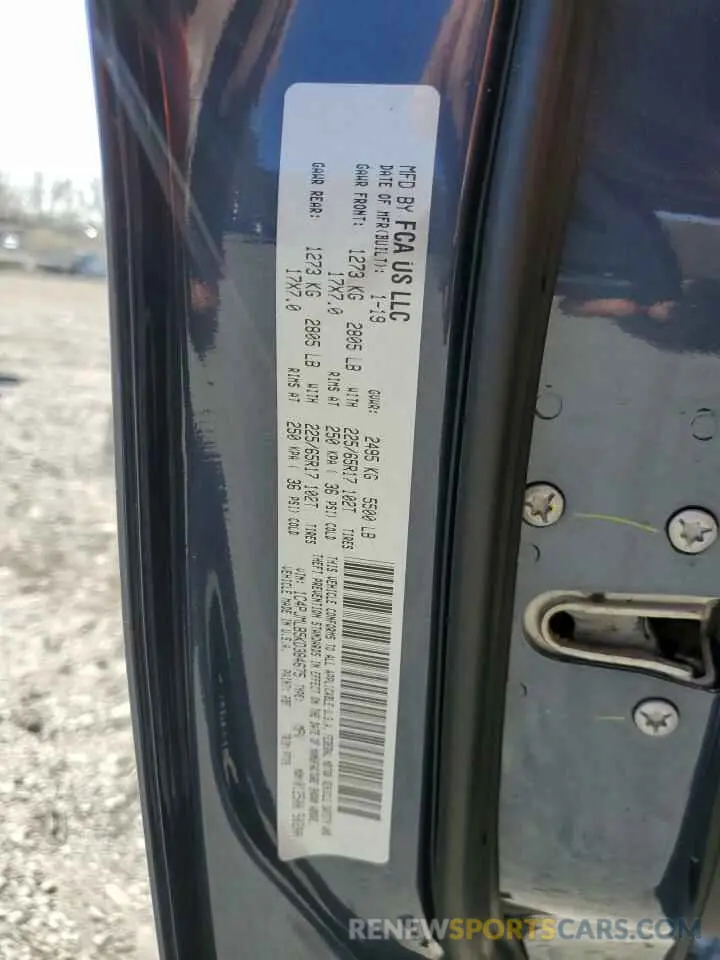 MFD BY FCA US LLC
DATE OF MFR(BUILT): 1-19 GVWR: 2495 KG 5500 LB
GAWR FRONT: 1273 KG 2805 LB WITH 225/65R17 102T TIRES
17X7.0 RIMS AT 250 KPA ( 36 PSI) COLD
GAWR REAR: 1273 KG 2805 LB WITH 225/65R17 102T TIRES
17X7.0 RIMS AT 250 KPA ( 36 PSI) COLD
THIS VEHICLE CONFORMS TO ALL APPLICABLE U.S.A. FEDERAL MOTOR VEHICLE SAFETY AND
THEFT PREVENTION STANDARDS IN EFFECT ON THE DATE OF MANUFACTURE SHOWN ABOVE.
VIN: 1C4PJMLB5KD384675 TYPE: MPV
VEHICLE MADE IN U.S.A. PAINT:
RENEWSPORTSCARS.COM